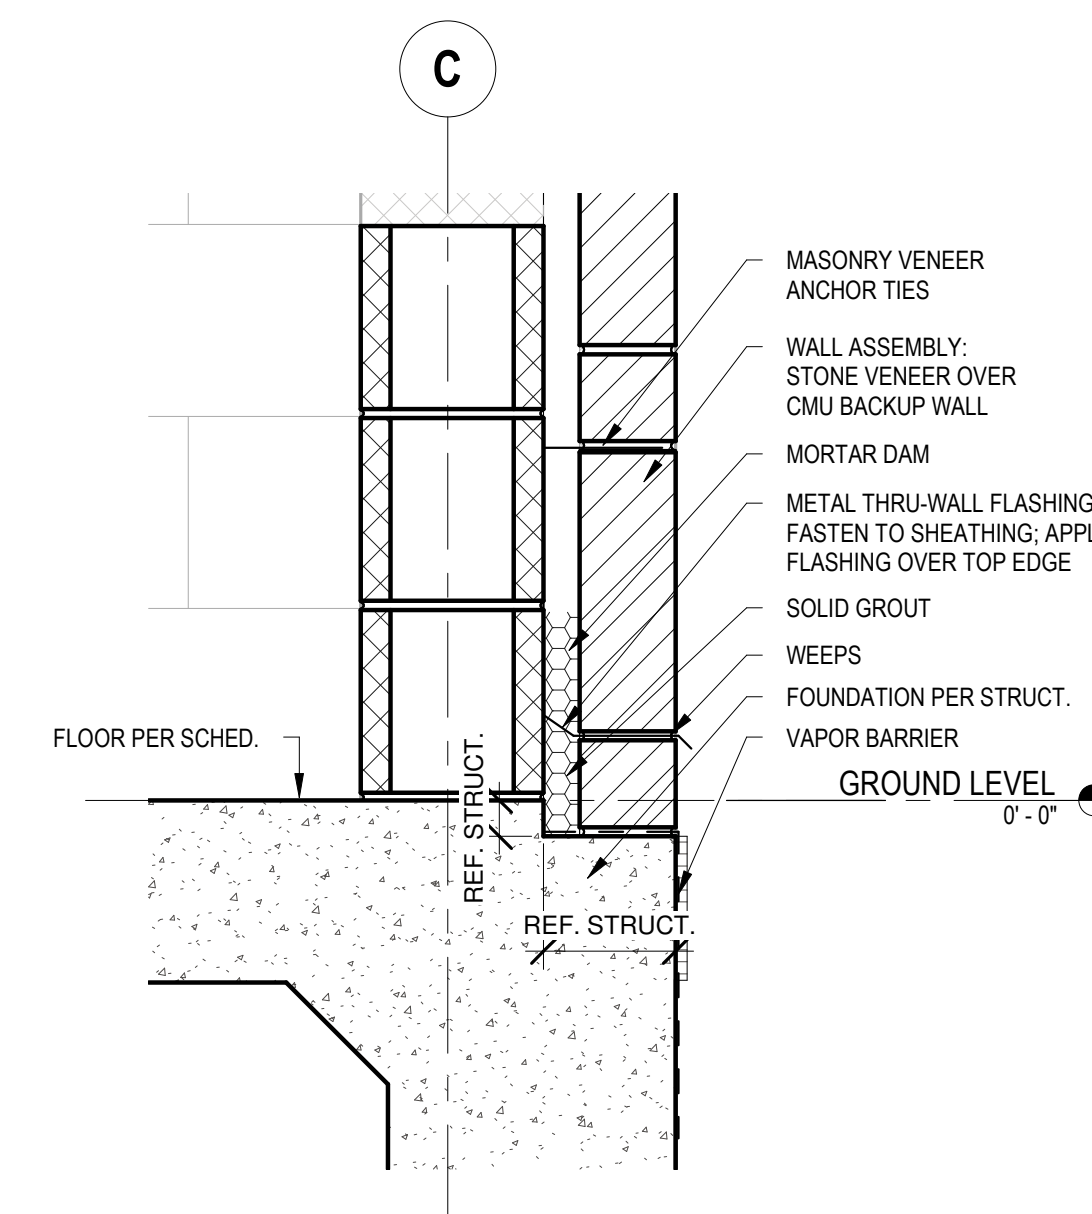 C
MASONRY VENEER
ANCHOR TIES
WALL ASSEMBLY:
STONE VENEER OVER
CMU BACKUP WALL
MORTAR DAM
METAL THRU-WALL FLASHING
FASTEN TO SHEATHING; APPL
FLASHING OVER TOP EDGE
SOLID GROUT
WEEPS
FOUNDATION PER STRUCT.
VAPOR BARRIER
FLOOR PER SCHED.
GROUND LEVEL
0' - 0"
REF. STRUCT.
REF. STRUCT.